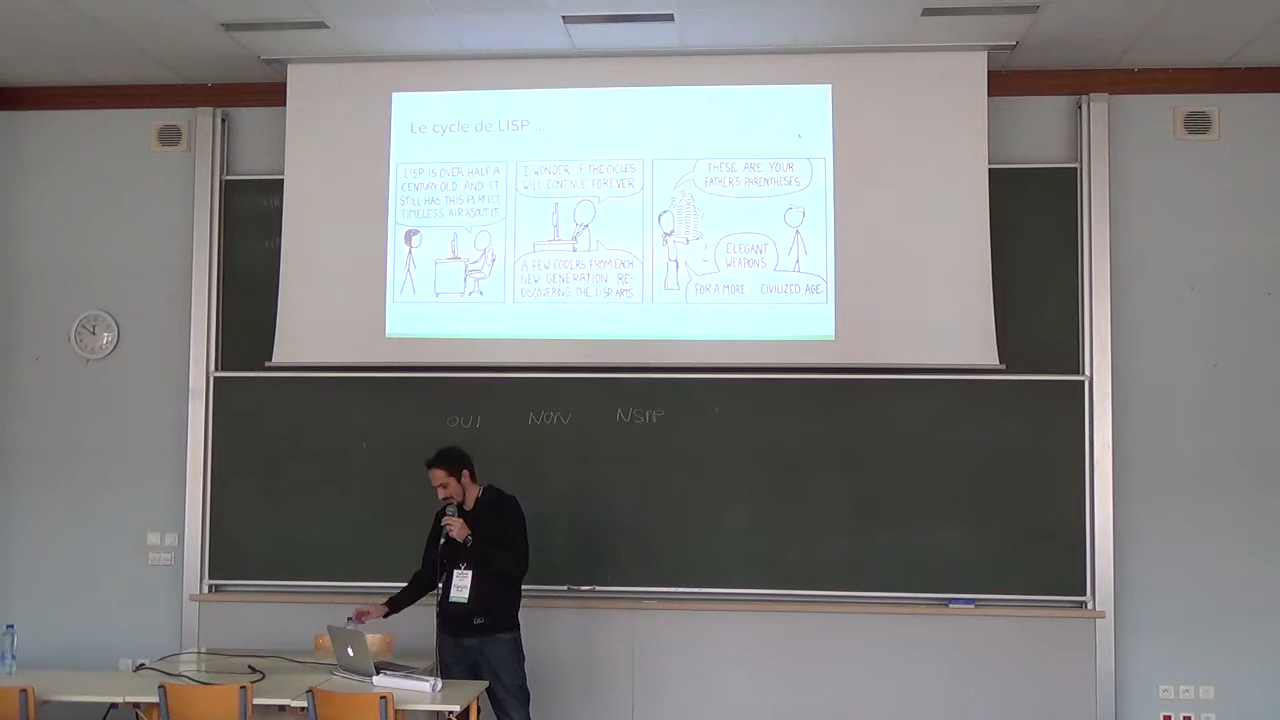 Le cycle de LISP ...
LISP IS OVER HALF A
CENTURY OLD AND IT
STILL HAS THIS PERFECT
TIMELESS AIR ABOUT IT.
I WONDER IF THE CYCLES
WILL CONTINUE FOREVER.
A FEW CODERS FROM EACH
NEW GENERATION RE-
DISCOVERING THE LISP ARTS.
THESE ARE YOUR
FATHER'S PARENTHESES
ELEGANT
WEAPONS
FOR A MORE CIVILIZED AGE.
OUI NON NSPP